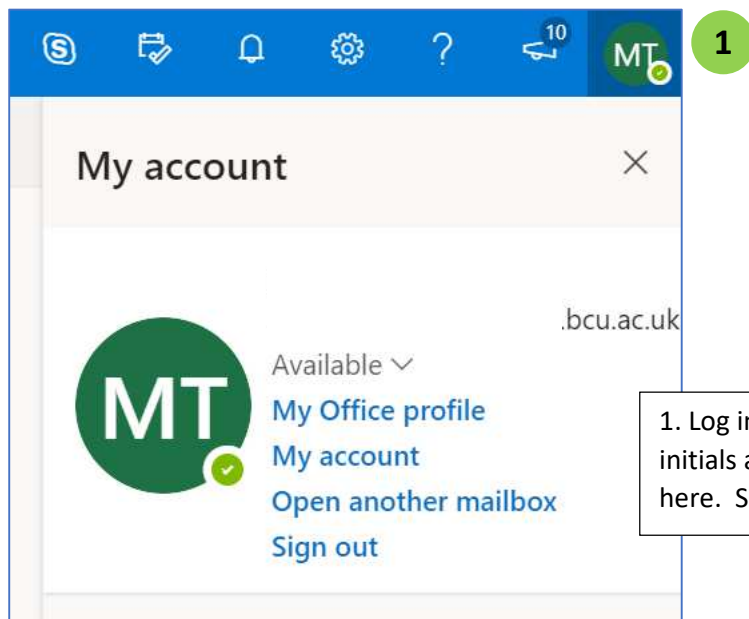 S ? 10 MT 1
My account
.bcu.ac.uk
MT
Available
My Office profile
My account
Open another mailbox
Sign out
1. Log in
initials a
here. S